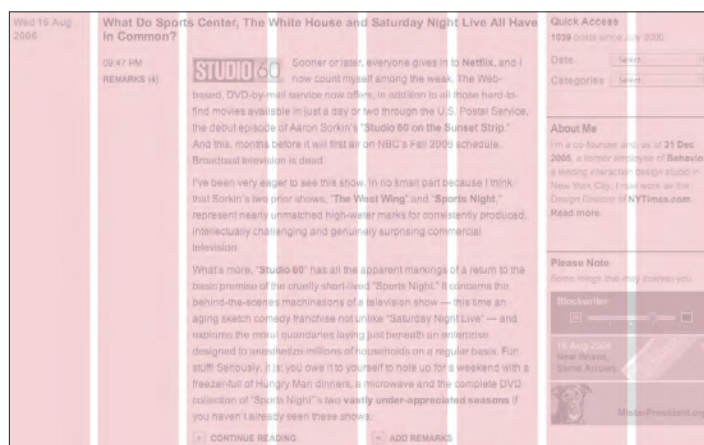 Wed 16 Aug
2006
What Do Sports Center, The White House and Saturday Night Live All Have
in Common?
09:47 PM
REMARKS (4)
STUDIO 60
Sooner or later, everyone gives in to Netflix, and I
now count myself among the weak. The Web-
based, DVD-by-mail service now offers, in addition to all those hard-to-
find movies available in just a day or two through the U.S. Postal Service,
the debut episode of Aaron Sorkin's "Studio 60 on the Sunset Strip."
And this, months before it will first air on NBC's Fall 2006 schedule.
Broadcast television is dead.
I've been very eager to see this show, in no small part because I think
that Sorkin's two prior shows, "The West Wing" and "Sports Night,"
represent nearly unmatched high-water marks for consistently produced,
intellectually challenging and genuinely surprising commercial
television.
What's more, "Studio 60" has all the apparent markings of a return to the
basic premise of the cruelly short-lived "Sports Night." It concerns the
behind-the-scenes machinations of a television show — this time an
aging sketch comedy franchise not unlike "Saturday Night Live" — and
explores the moral quandaries laying just beneath an enterprise
designed to anesthetize millions of households on a regular basis. Fun
stuff! Seriously, it is; you owe it to yourself to hole up for a weekend with a
freezer-full of Hungry Man dinners, a microwave and the complete DVD
collection of "Sports Night"'s two vastly under-appreciated seasons if
you haven't already seen these shows.
CONTINUE READING
ADD REMARKS
Quick Access
1039 posts since July 2000
Date Select
Categories Select
About Me
I'm a co-founder and, as of 31 Dec
2005, a former employee of Behavior
a leading interaction design studio in
New York City. I now work as the
Design Director of NYTimes.com.
Read more.
Please Note
Some things that may interest you.
Blockwriter
16 Aug 2004
New Boxes,
Same Arrows
MisterPresident.org